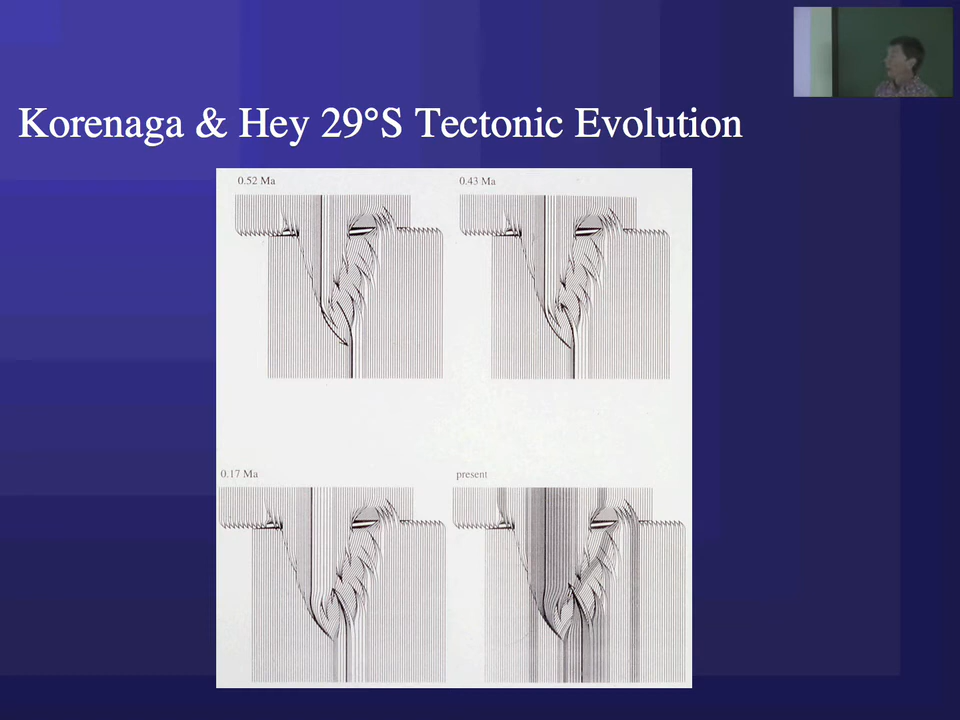 Korenaga & Hey 29°S Tectonic Evolution
0.52 Ma
0.43 Ma
0.17 Ma
present